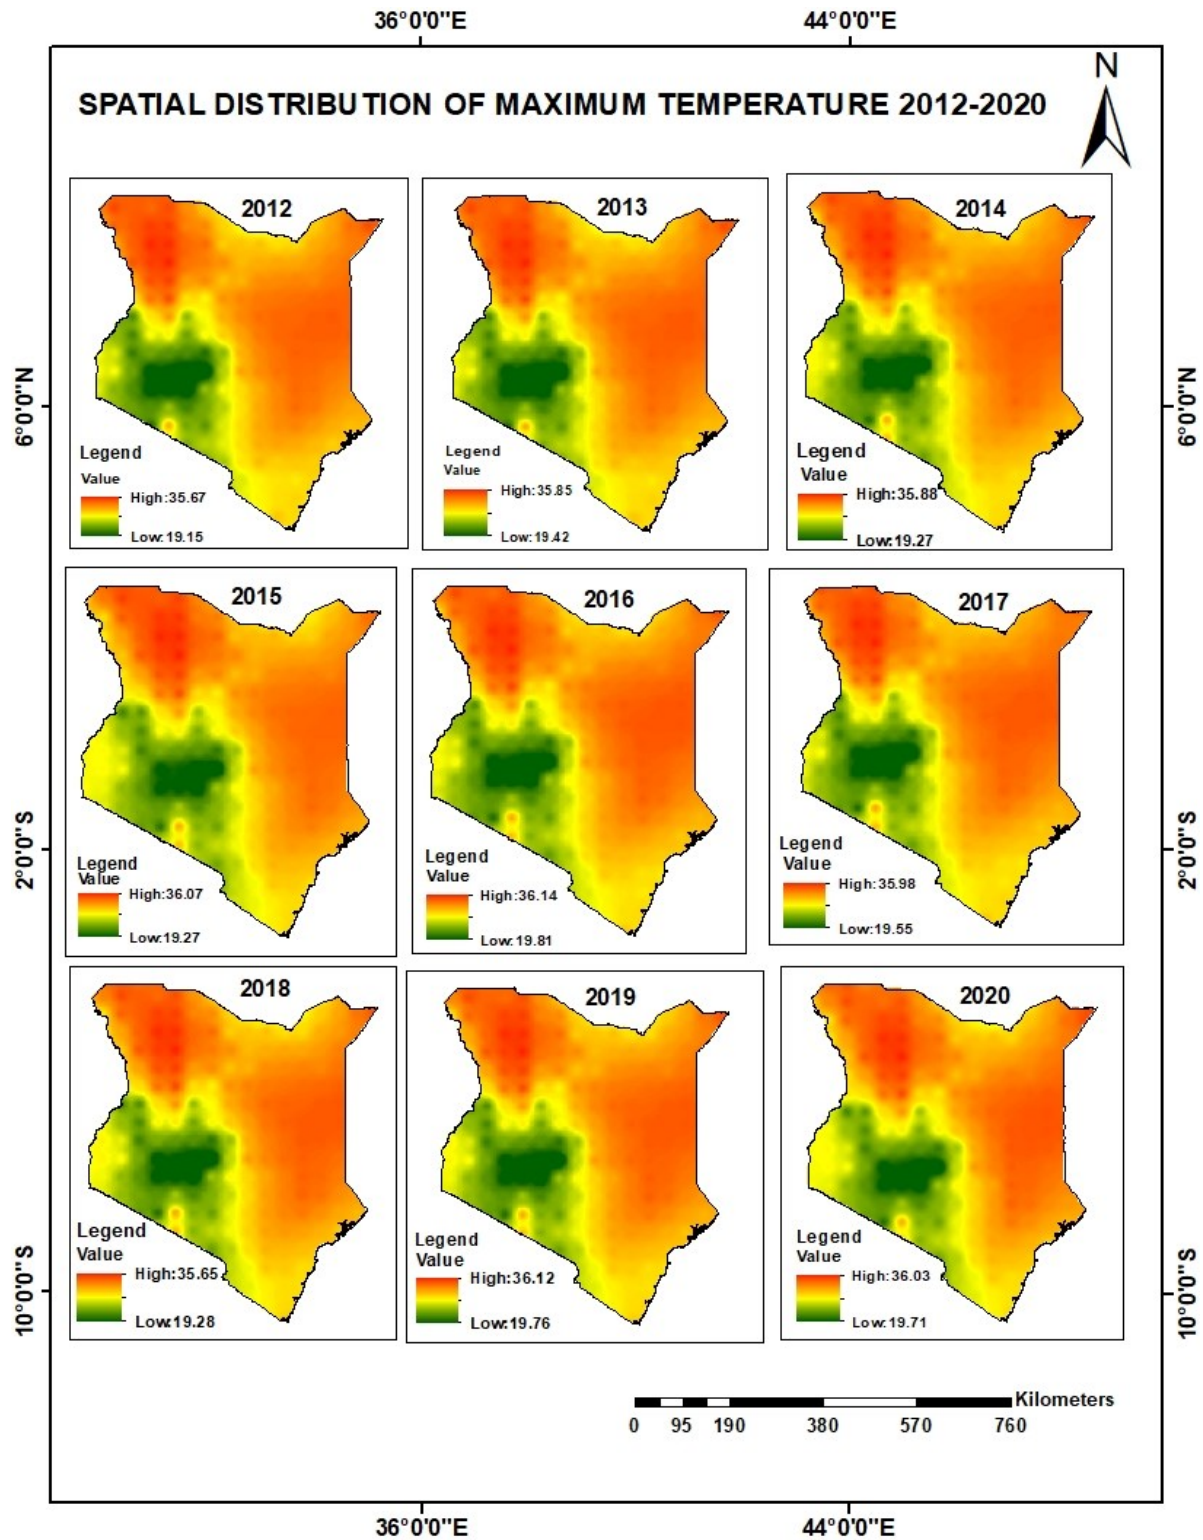 36°0'0"E 44°0'0"E
N
SPATIAL DISTRIBUTION OF MAXIMUM TEMPERATURE 2012-2020
2012
Legend
Value
High:35.67
Low:19.15
2013
Legend
Value
High:35.85
Low:19.42
2014
Legend
Value
High:35.88
Low:19.27
6°0'0"N 6°0'0"N
2015
Legend
Value
High:36.07
Low:19.27
2016
Legend
Value
High:36.14
Low:19.81
2017
Legend
Value
High:35.98
Low:19.55
2°0'0"S 2°0'0"S
2018
Legend
Value
High:35.65
Low:19.28
2019
Legend
Value
High:36.12
Low:19.76
2020
Legend
Value
High:36.03
Low:19.71
10°0'0"S 10°0'0"S
Kilometers
0 95 190 380 570 760
36°0'0"E 44°0'0"E